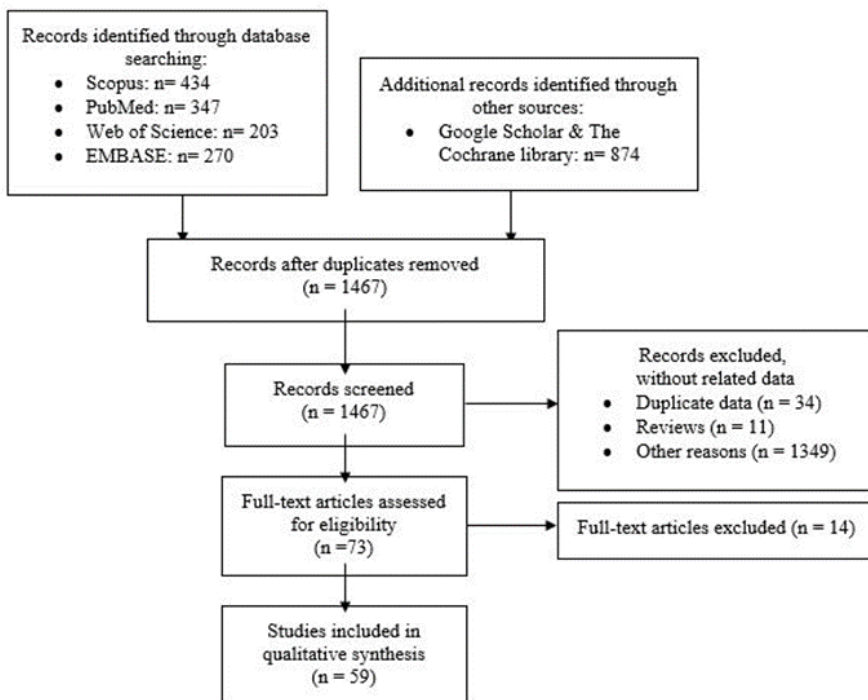 Records identified through database
searching:
• Scopus: n= 434
• PubMed: n= 347
• Web of Science: n= 203
• EMBASE: n= 270
Additional records identified through
other sources:
• Google Scholar & The
Cochrane library: n= 874
Records after duplicates removed
(n = 1467)
Records screened
(n = 1467)
Records excluded,
without related data
• Duplicate data (n = 34)
• Reviews (n = 11)
• Other reasons (n = 1349)
Full-text articles assessed
for eligibility
(n =73)
Full-text articles excluded (n = 14)
Studies included in
qualitative synthesis
(n = 59)